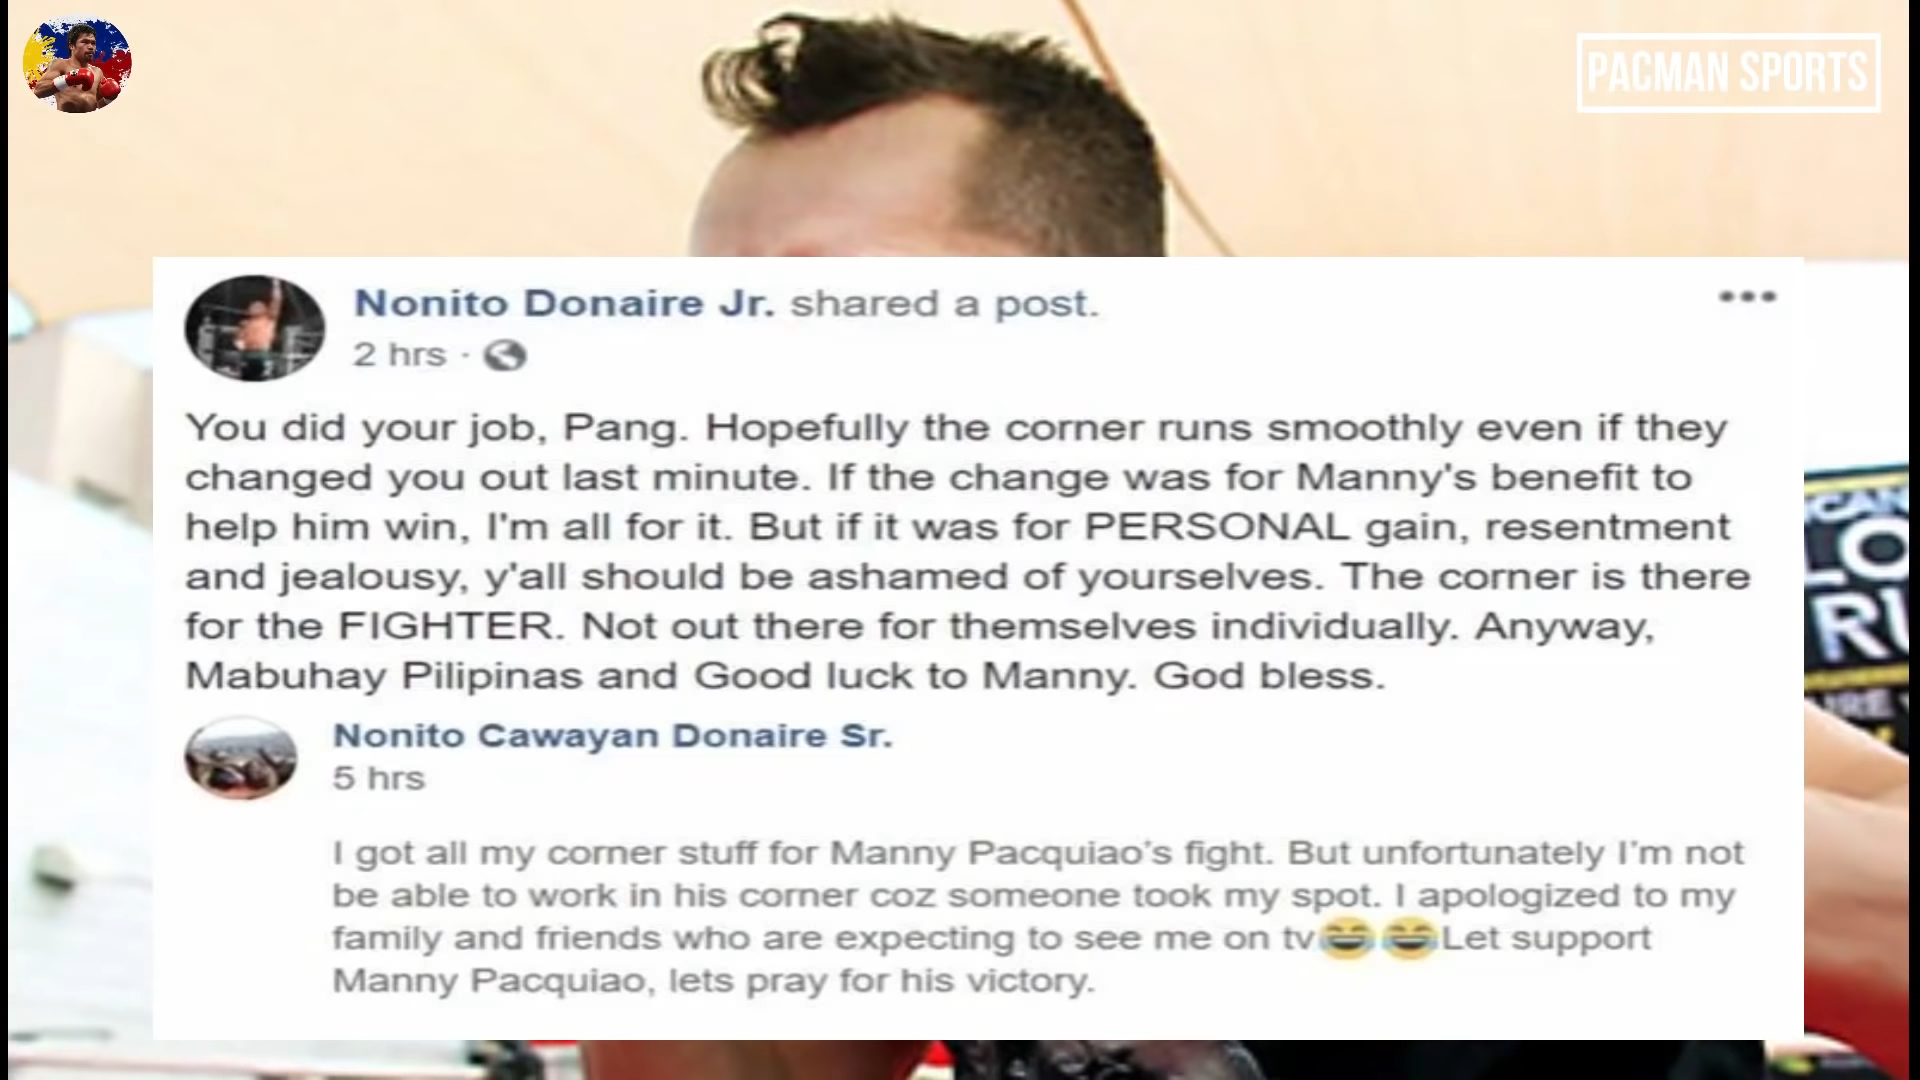 PACMAN SPORTS
Nonito Donaire Jr. shared a post.
2 hrs ·
You did your job, Pang. Hopefully the corner runs smoothly even if they
changed you out last minute. If the change was for Manny's benefit to
help him win, I'm all for it. But if it was for PERSONAL gain, resentment
and jealousy, y'all should be ashamed of yourselves. The corner is there
for the FIGHTER. Not out there for themselves individually. Anyway,
Mabuhay Pilipinas and Good luck to Manny. God bless.
Nonito Cawayan Donaire Sr.
5 hrs
I got all my corner stuff for Manny Pacquiao's fight. But unfortunately I'm not
be able to work in his corner coz someone took my spot. I apologized to my
family and friends who are expecting to see me on tv😂😂Let support
Manny Pacquiao, lets pray for his victory.